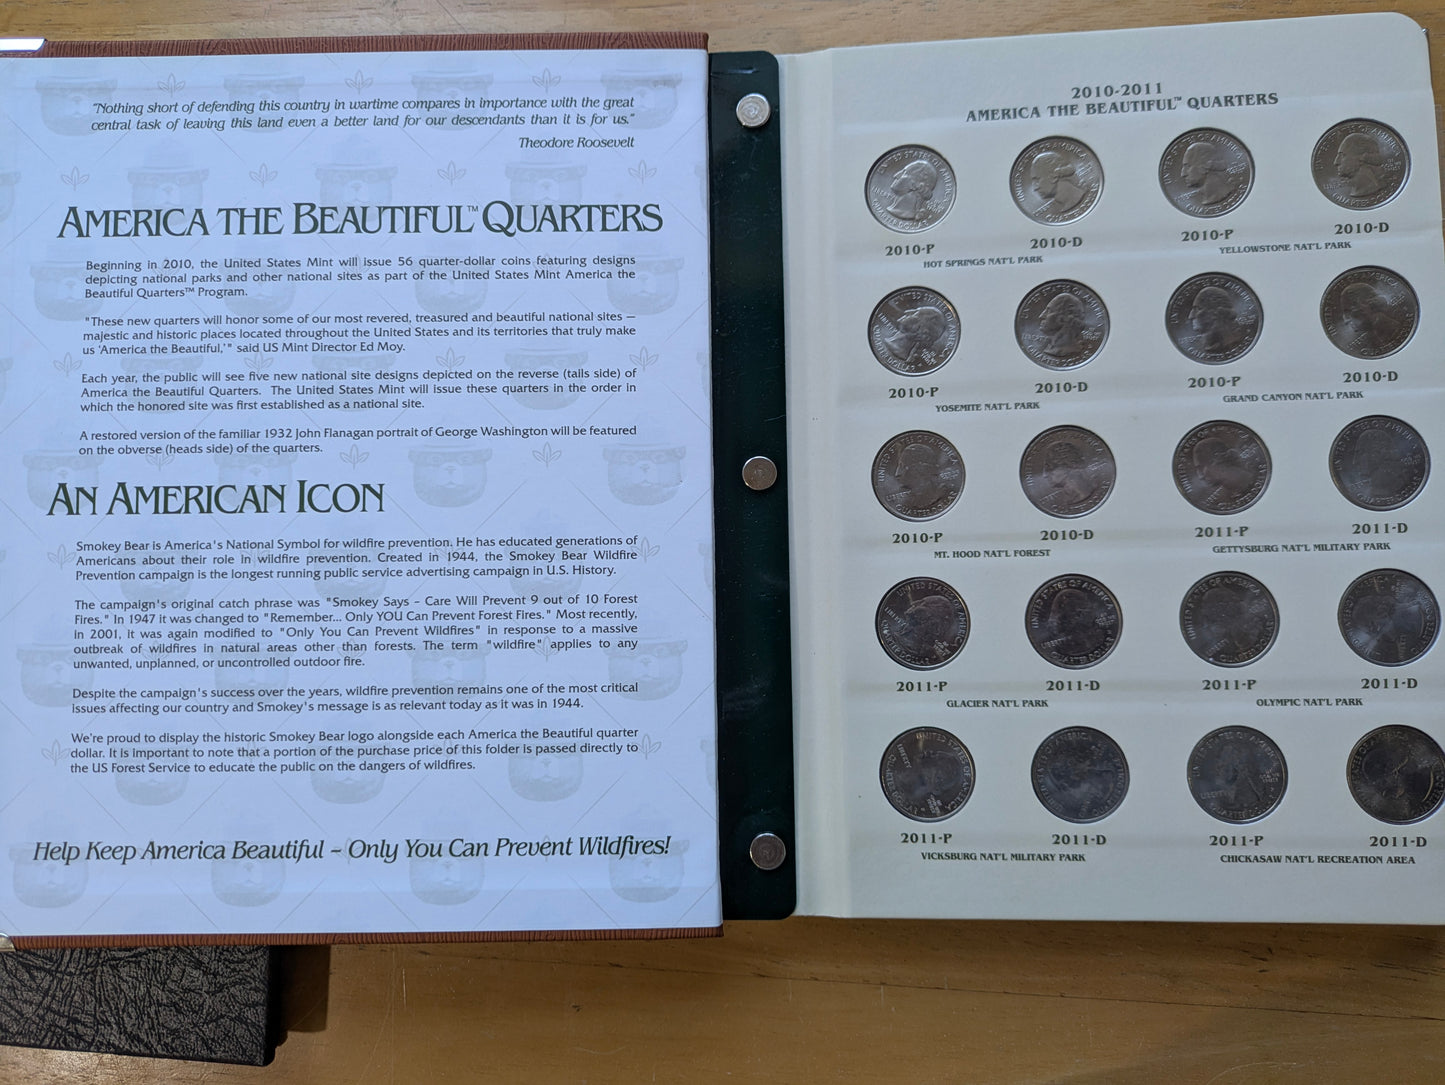 "Nothing short of defending this country in wartime compares in importance with the great
central task of leaving this land even a better land for our descendants than it is for us."
Theodore Roosevelt
AMERICA THE BEAUTIFUL™ QUARTERS
Beginning in 2010, the United States Mint will issue 56 quarter-dollar coins featuring designs
depicting national parks and other national sites as part of the United States Mint America the
Beautiful Quarters™ Program.
"These new quarters will honor some of our most revered, treasured and beautiful national sites —
majestic and historic places located throughout the United States and its territories that truly make
us 'America the Beautiful,'" said US Mint Director Ed Moy.
Each year, the public will see five new national site designs depicted on the reverse (tails side) of
America the Beautiful Quarters. The United States Mint will issue these quarters in the order in
which the honored site was first established as a national site.
A restored version of the familiar 1932 John Flanagan portrait of George Washington will be featured
on the obverse (heads side) of the quarters.
AN AMERICAN ICON
Smokey Bear is America's National Symbol for wildfire prevention. He has educated generations of
Americans about their role in wildfire prevention. Created in 1944, the Smokey Bear Wildfire
Prevention campaign is the longest running public service advertising campaign in U.S. History.
The campaign's original catch phrase was "Smokey Says - Care Will Prevent 9 out of 10 Forest
Fires." In 1947 it was changed to "Remember... Only YOU Can Prevent Forest Fires." Most recently,
in 2001, it was again modified to "Only You Can Prevent Wildfires" in response to a massive
outbreak of wildfires in natural areas other than forests. The term "wildfire" applies to any
unwanted, unplanned, or uncontrolled outdoor fire.
Despite the campaign's success over the years, wildfire prevention remains one of the most critical
issues affecting our country and Smokey's message is as relevant today as it was in 1944.
We're proud to display the historic Smokey Bear logo alongside each America the Beautiful quarter
dollar. It is important to note that a portion of the purchase price of this folder is passed directly to
the US Forest Service to educate the public on the dangers of wildfires.
Help Keep America Beautiful – Only You Can Prevent Wildfires!
2010-2011
AMERICA THE BEAUTIFUL™ QUARTERS
2010-P 2010-D 2010-P 2010-D
HOT SPRINGS NAT'L PARK YELLOWSTONE NAT'L PARK
2010-P 2010-D 2010-P 2010-D
YOSEMITE NAT'L PARK GRAND CANYON NAT'L PARK
2010-P 2010-D 2011-P 2011-D
MT. HOOD NAT'L FOREST GETTYSBURG NAT'L MILITARY PARK
2011-P 2011-D 2011-P 2011-D
GLACIER NAT'L PARK OLYMPIC NAT'L PARK
2011-P 2011-D 2011-P 2011-D
VICKSBURG NAT'L MILITARY PARK CHICKASAW NAT'L RECREATION AREA